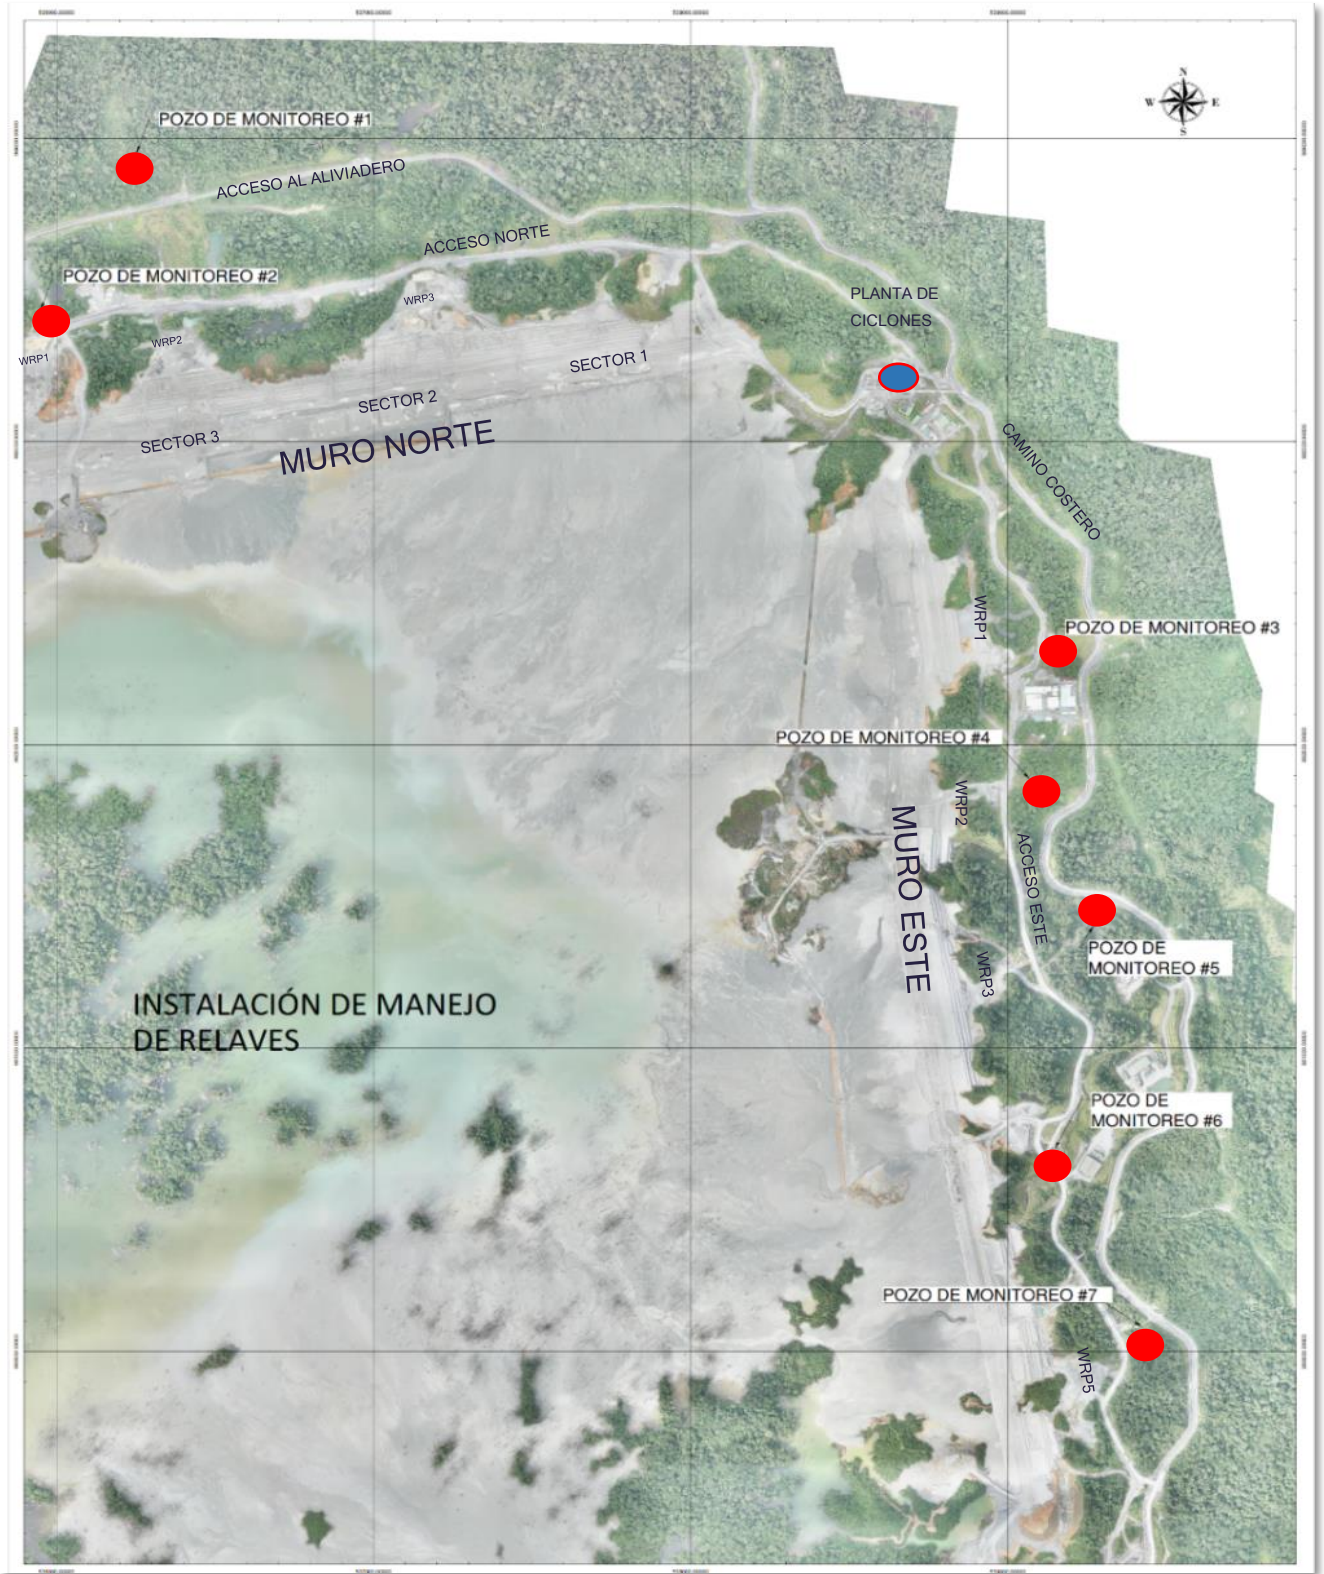 N
W E
S
POZO DE MONITOREO #1
ACCESO AL ALIVIADERO
ACCESO NORTE
POZO DE MONITOREO #2
WRP3
PLANTA DE
CICLONES
WRP2
WRP1
SECTOR 1
SECTOR 2
SECTOR 3
MURO NORTE
CAMINO COSTERO
WRP1
POZO DE MONITOREO #3
POZO DE MONITOREO #4
WRP2
MURO ESTE
ACCESO ESTE
POZO DE
MONITOREO #5
WRP3
INSTALACIÓN DE MANEJO
DE RELAVES
POZO DE
MONITOREO #6
POZO DE MONITOREO #7
WRP5